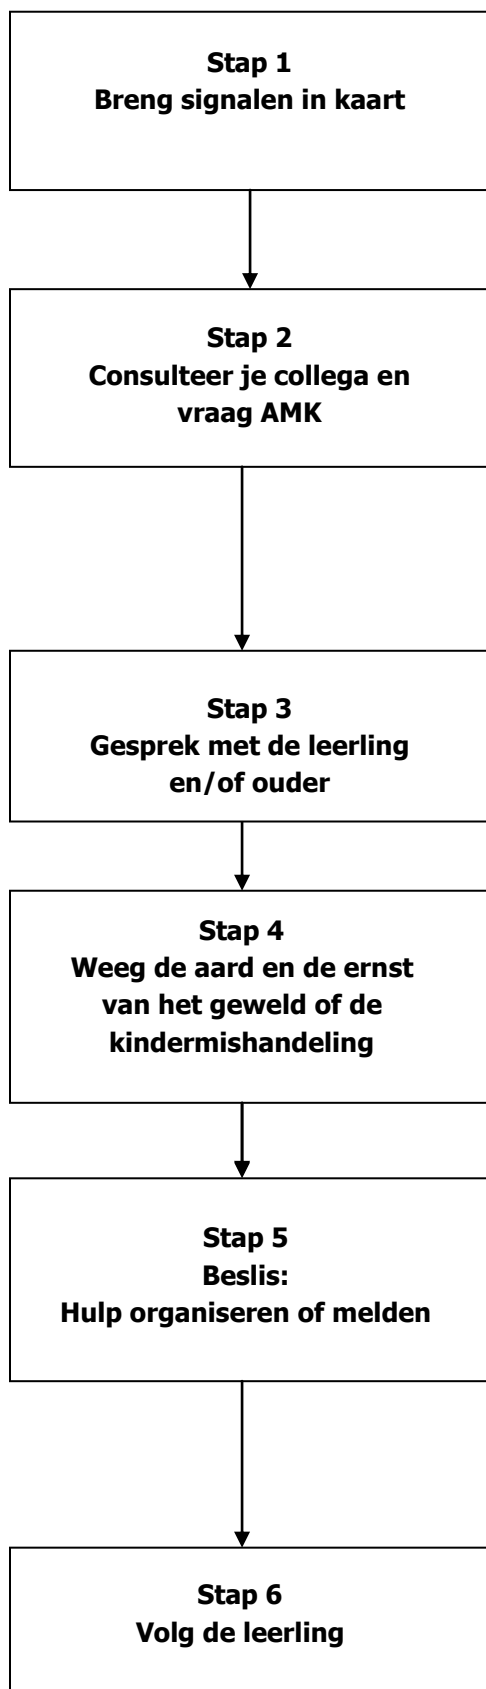 Stap 1
Breng signalen in kaart
Stap 2
Consulteer je collega en
vraag AMK
Stap 3
Gesprek met de leerling
en/of ouder
Stap 4
Weeg de aard en de ernst
van het geweld of de
kindermishandeling
Stap 5
Beslis:
Hulp organiseren of melden
Stap 6
Volg de leerling